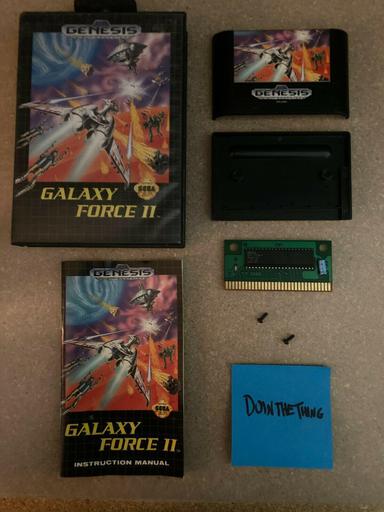 GENESIS
SEGA
GALAXY
FORCE II
GENESIS
GENESIS
SEGA
GALAXY
FORCE II
INSTRUCTION MANUAL
DOINTHETHING